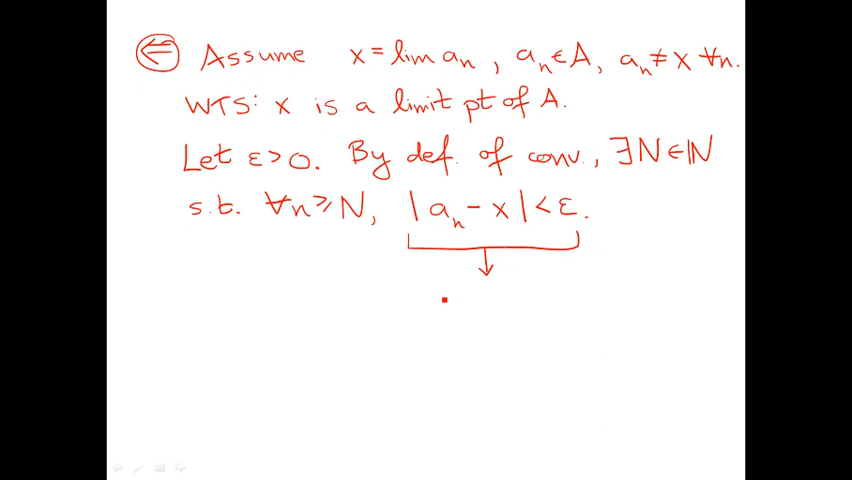 ⇐ Assume x = lim aₙ , aₙ ∈ A, aₙ ≠ x ∀n.
WTS: x is a limit pt of A.
Let ε > 0. By def. of conv., ∃ N ∈ ℕ
s.t. ∀n ≥ N, | aₙ − x | < ε.